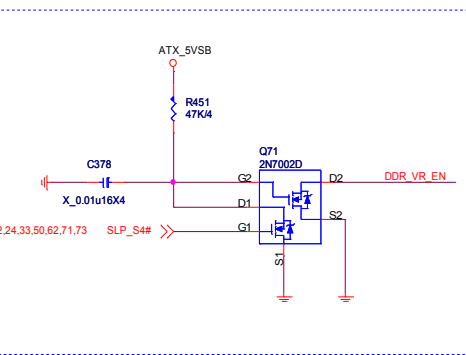 ATX_5VSB
R451
47K/4
C378
X_0.01u16X4
Q71
2N7002D
G2
D2
DDR_VR_EN
D1
S2
2,24,33,50,62,71,73
SLP_S4#
G1
S1